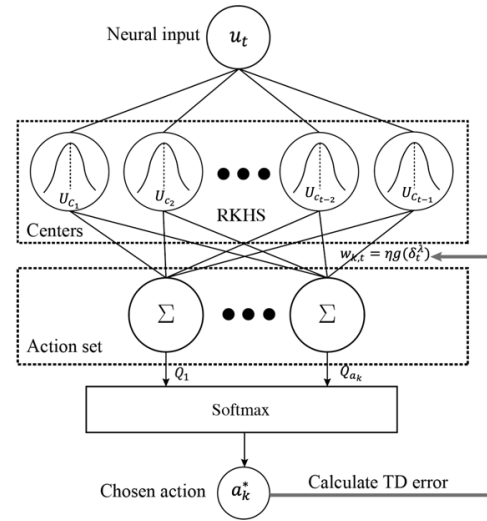 Neural input
u_t
U_{c_1}
U_{c_2}
U_{c_{t-2}}
U_{c_{t-1}}
RKHS
Centers
w_{k,t} = ηg(δ_t^λ)
Σ
Σ
Action set
Q_1
Q_{a_k}
Softmax
Chosen action
a_k^*
Calculate TD error